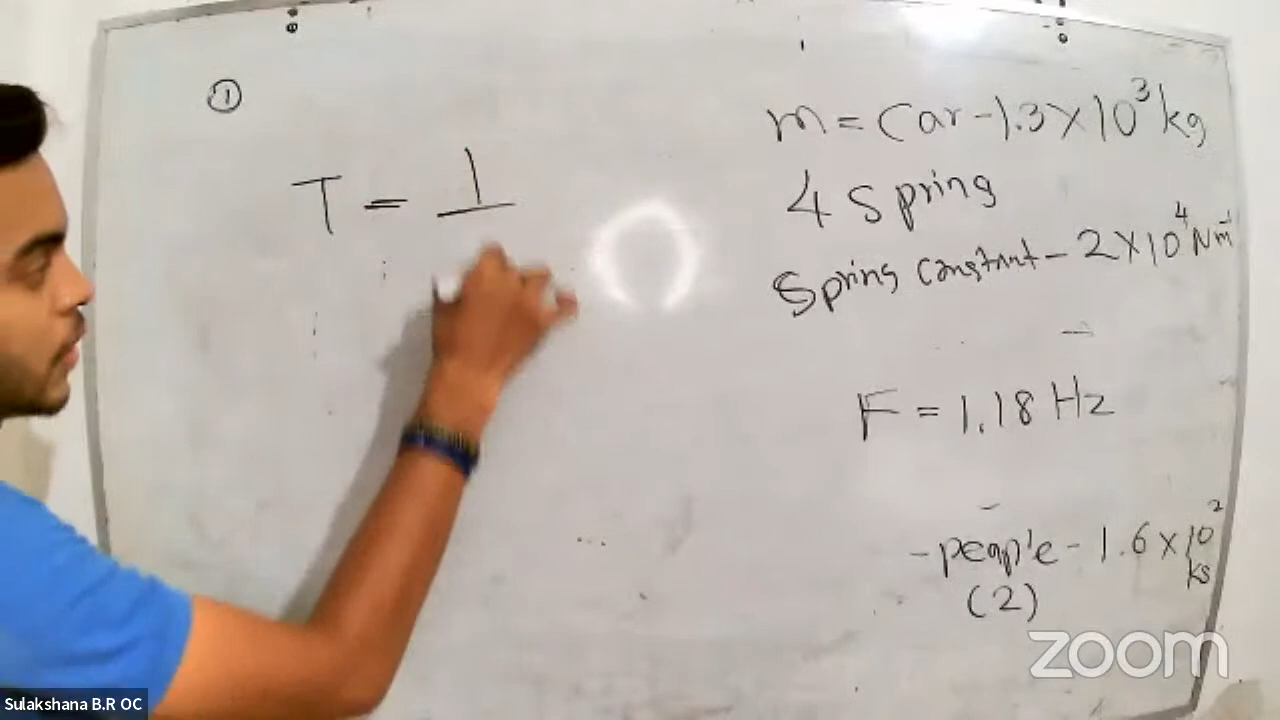 ①
T = 1
m = Car - 1.3×10³ kg
4 Spring
Spring constant - 2×10⁴ Nm⁻¹
F = 1.18 Hz
- people - 1.6×10²
kg
(2)
zoom
Sulakshana B.R OC